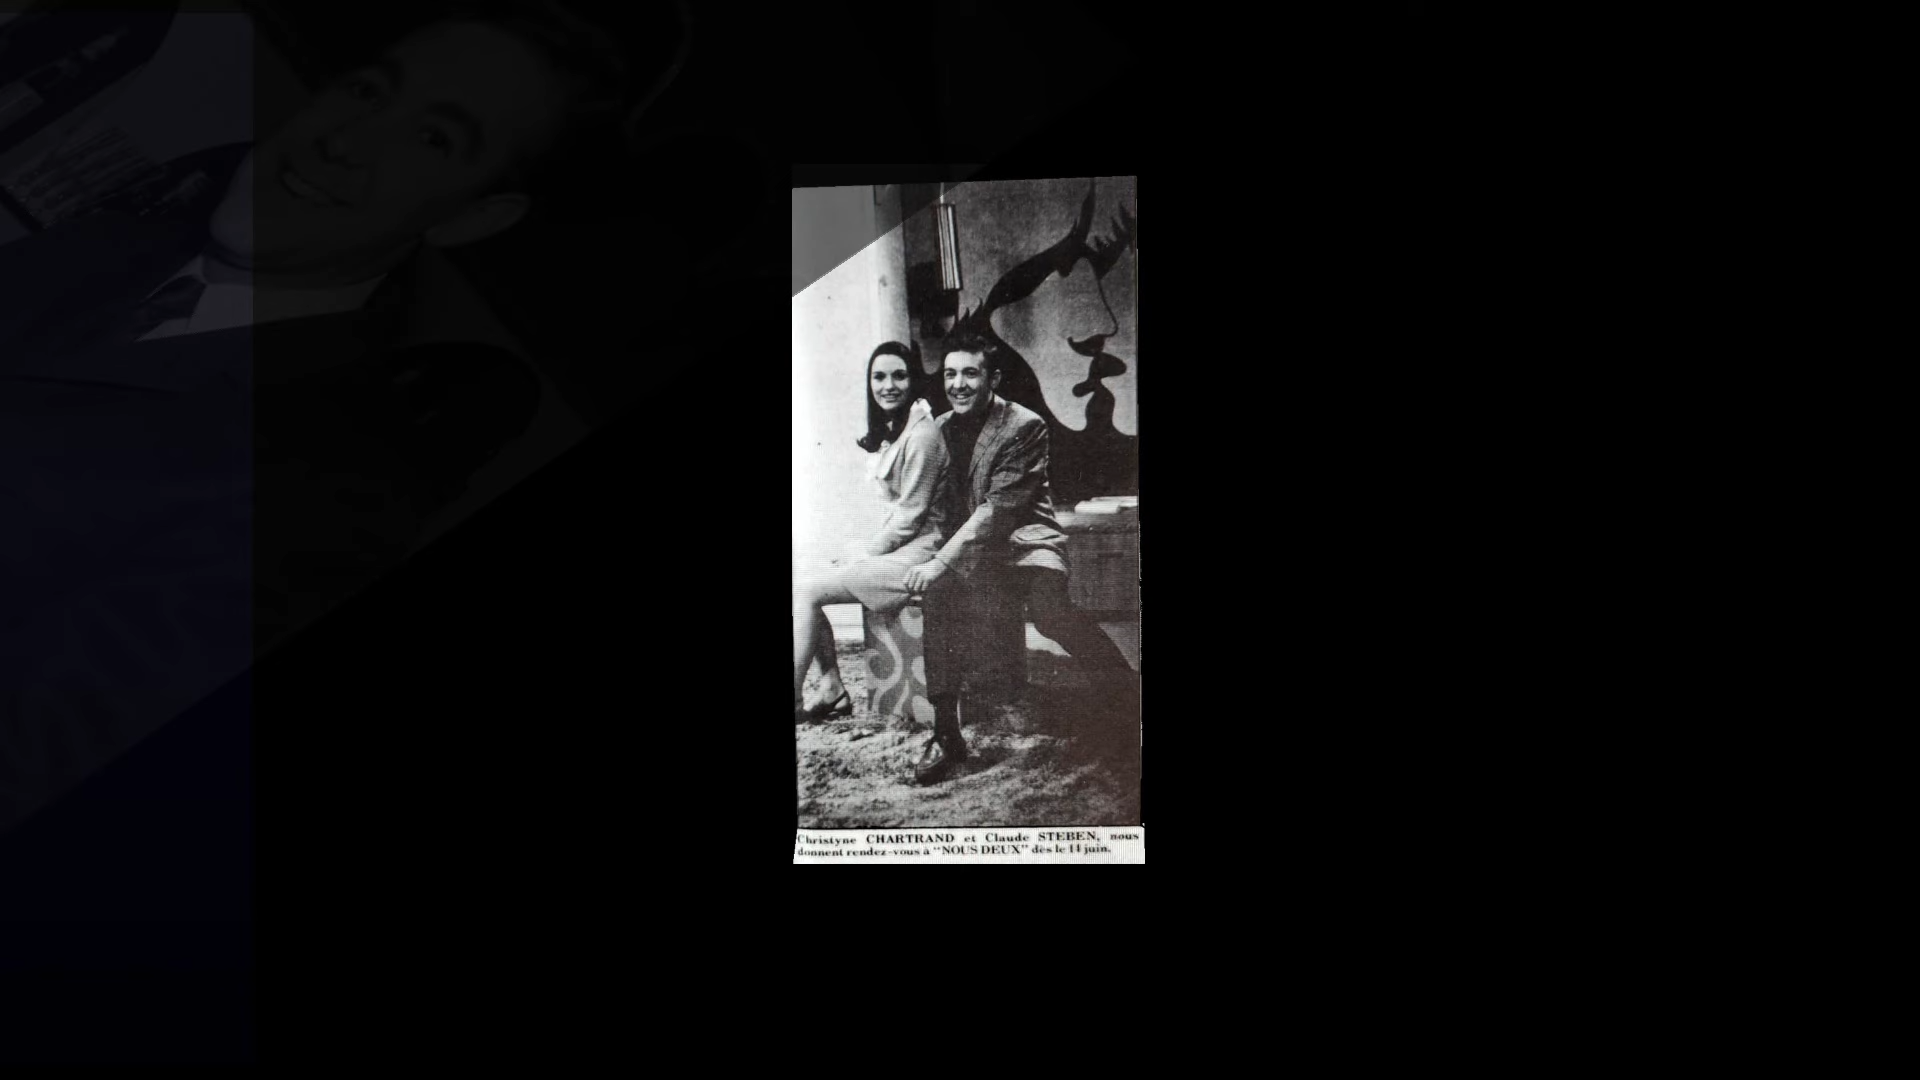 Christyne CHARTRAND et Claude STEBEN, nous
donnent rendez-vous à "NOUS DEUX" dès le 14 juin.